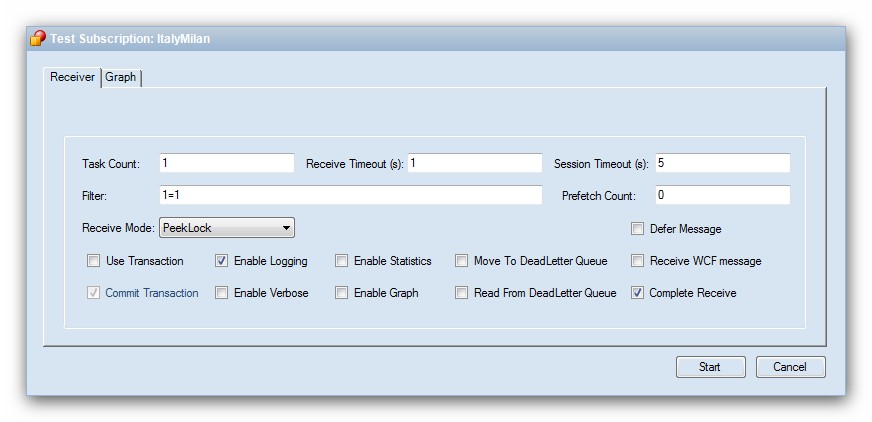 Test Subscription: ItalyMilan
Receiver Graph
Task Count: 1 Receive Timeout (s): 1 Session Timeout (s): 5
Filter: 1=1 Prefetch Count: 0
Receive Mode: PeekLock Defer Message
Use Transaction Enable Logging Enable Statistics Move To DeadLetter Queue Receive WCF message
Commit Transaction Enable Verbose Enable Graph Read From DeadLetter Queue Complete Receive
Start Cancel